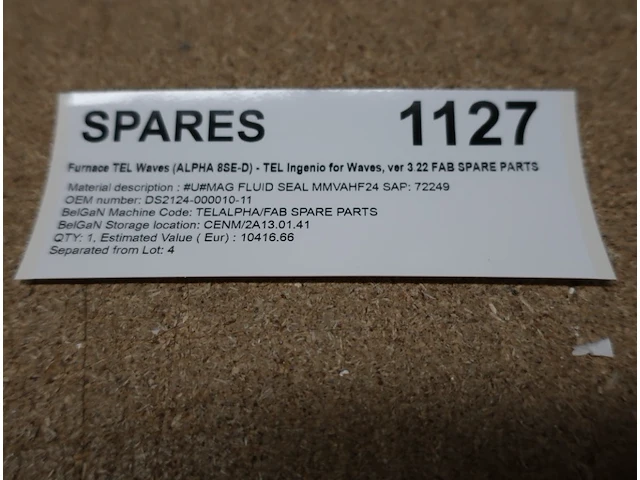 SPARES 1127
Furnace TEL Waves (ALPHA 8SE-D) - TEL Ingenio for Waves, ver 3.22 FAB SPARE PARTS
Material description : #U#MAG FLUID SEAL MMVAHF24 SAP: 72249
OEM number: DS2124-000010-11
BelGaN Machine Code: TELALPHA/FAB SPARE PARTS
BelGaN Storage location: CENM/2A13.01.41
QTY: 1, Estimated Value ( Eur) : 10416.66
Separated from Lot: 4